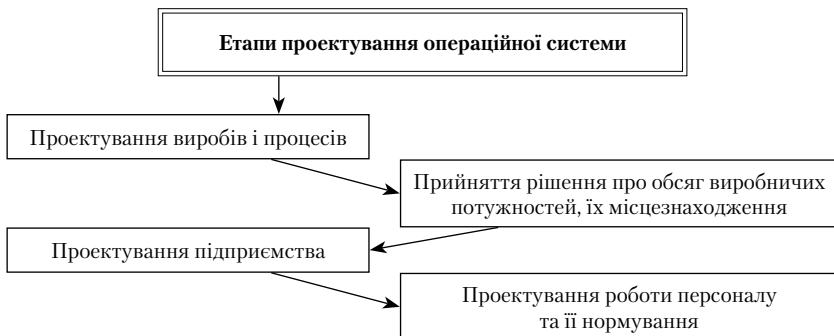 Етапи проектування операційної системи
Проектування виробів і процесів
Прийняття рішення про обсяг виробничих
потужностей, їх місцезнаходження
Проектування підприємства
Проектування роботи персоналу
та її нормування